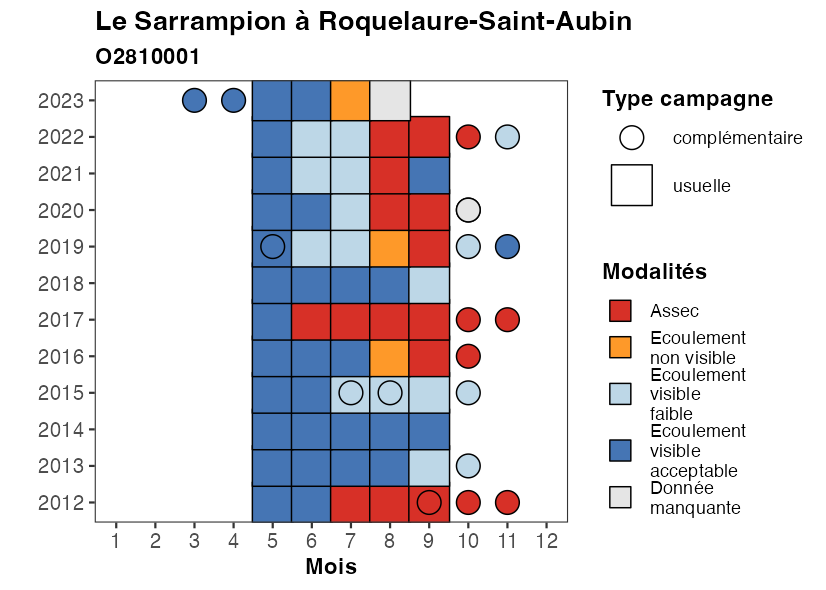 Le Sarrampion à Roquelaure-Saint-Aubin
O2810001
2023
2022
2021
2020
2019
2018
2017
2016
2015
2014
2013
2012
1 2 3 4 5 6 7 8 9 10 11 12
Mois
Type campagne
complémentaire
usuelle
Modalités
Assec
Ecoulement
non visible
Ecoulement
visible
faible
Ecoulement
visible
acceptable
Donnée
manquante